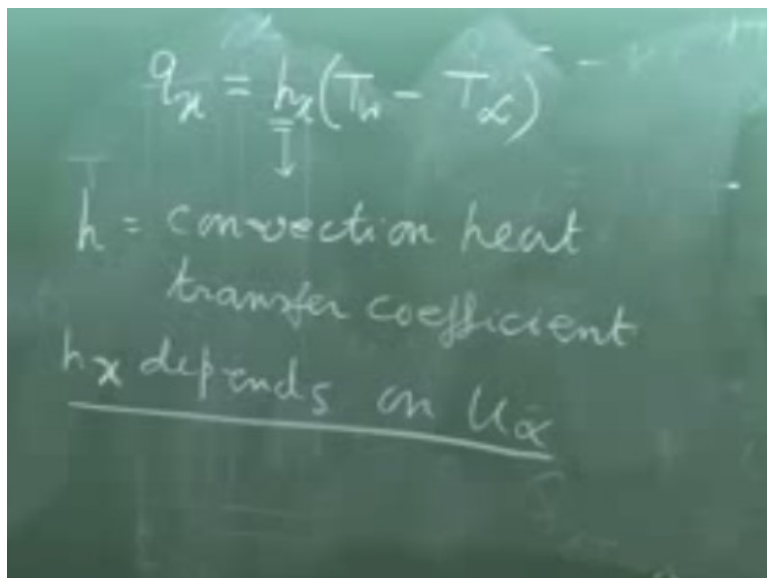 qx = hx(Tw - T∞)
h̄ = convection heat
transfer coefficient
hx depends on U∞